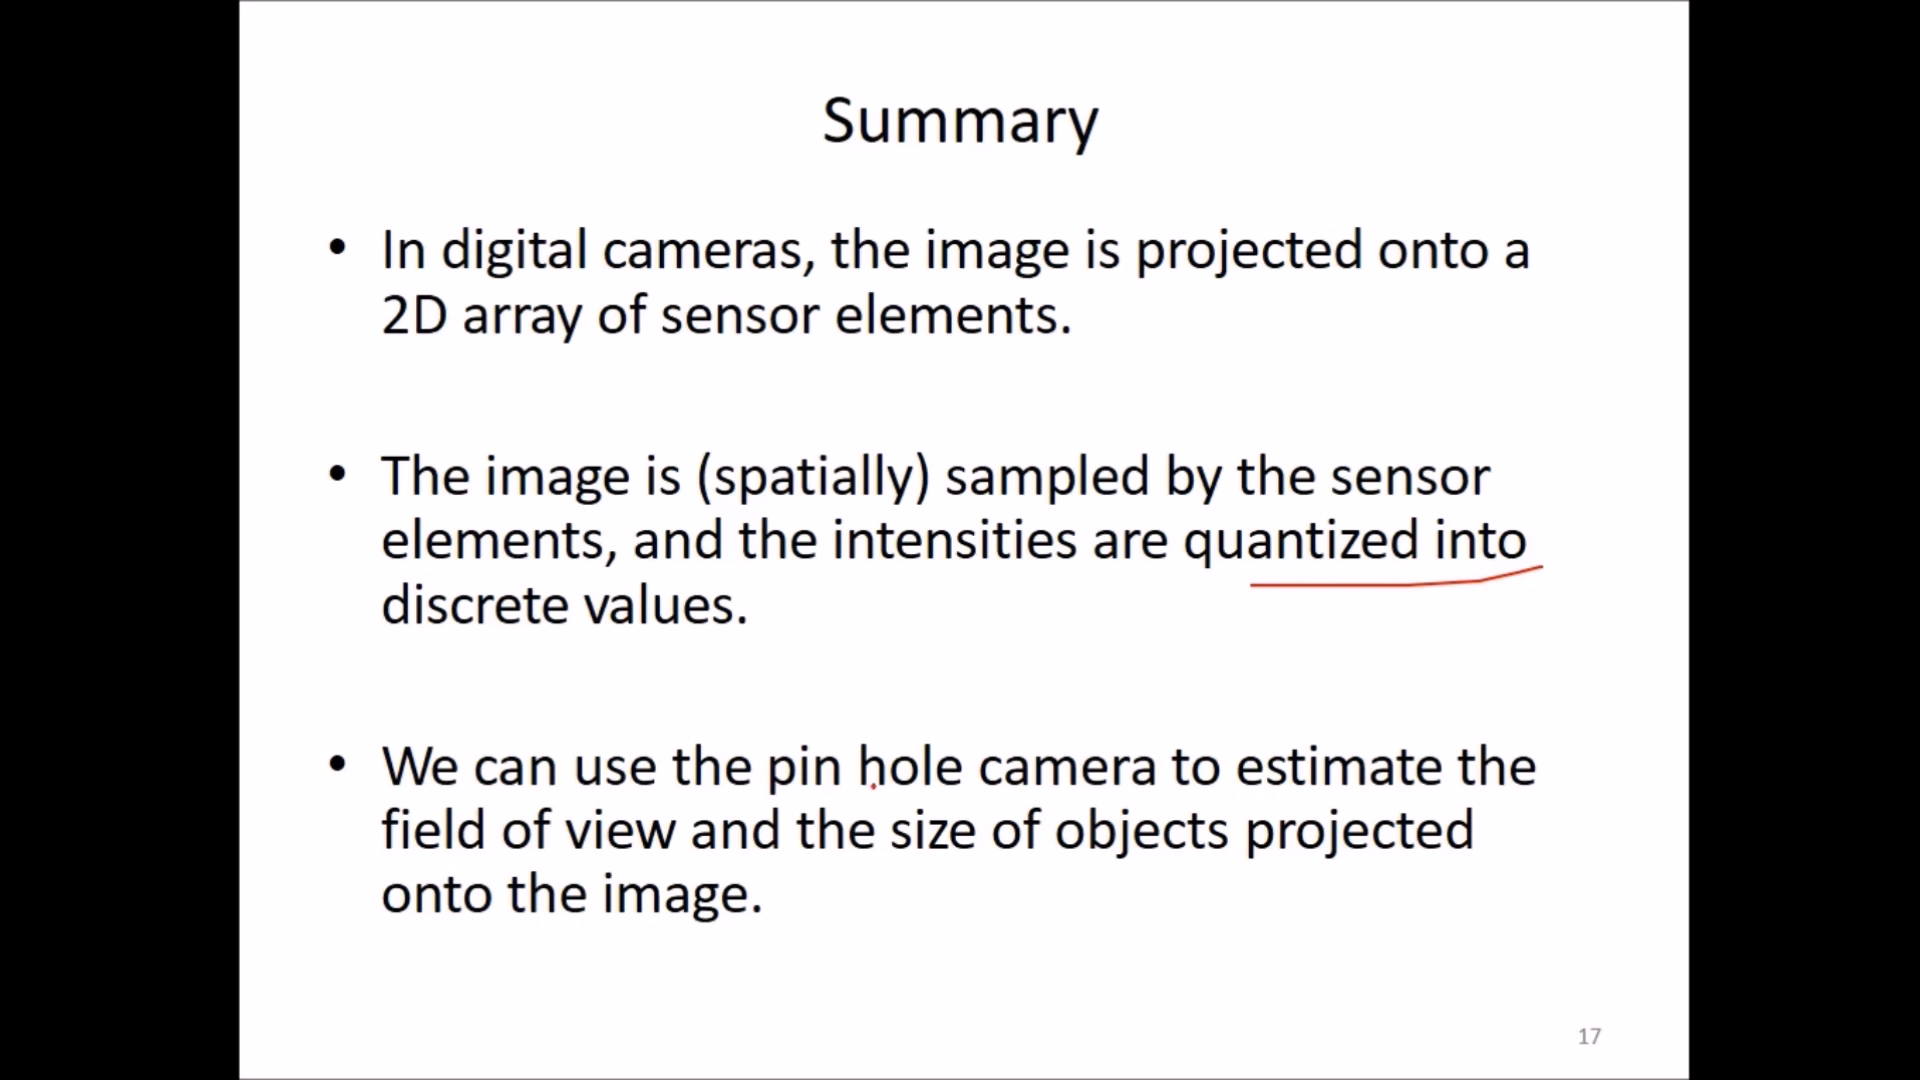 Summary
• In digital cameras, the image is projected onto a
2D array of sensor elements.
• The image is (spatially) sampled by the sensor
elements, and the intensities are quantized into
discrete values.
• We can use the pin hole camera to estimate the
field of view and the size of objects projected
onto the image.
17